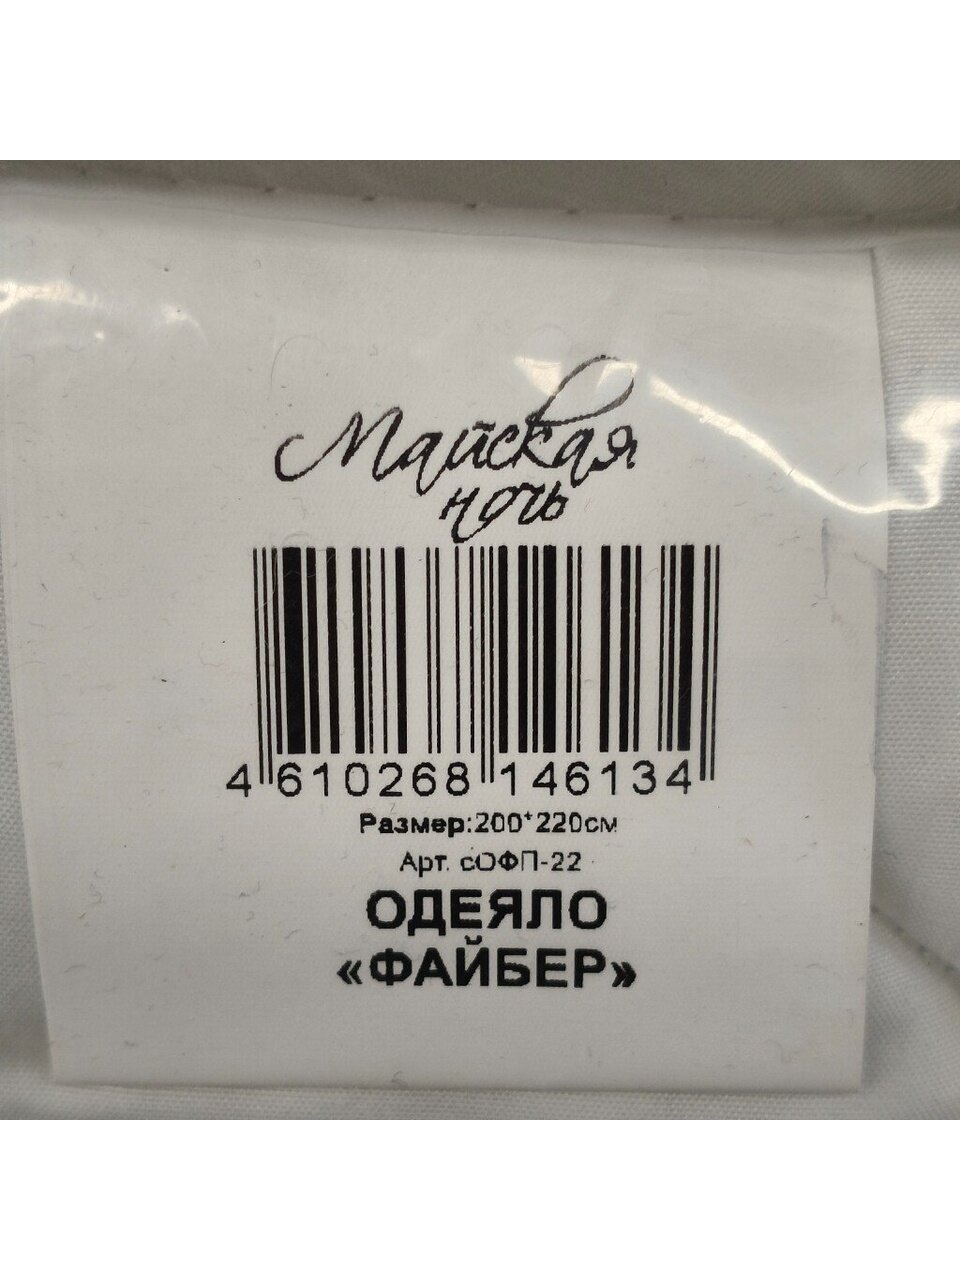 Майская
ночь
4 610268 146134
Размер:200*220см
Арт. сОФП-22
ОДЕЯЛО
«ФАЙБЕР»